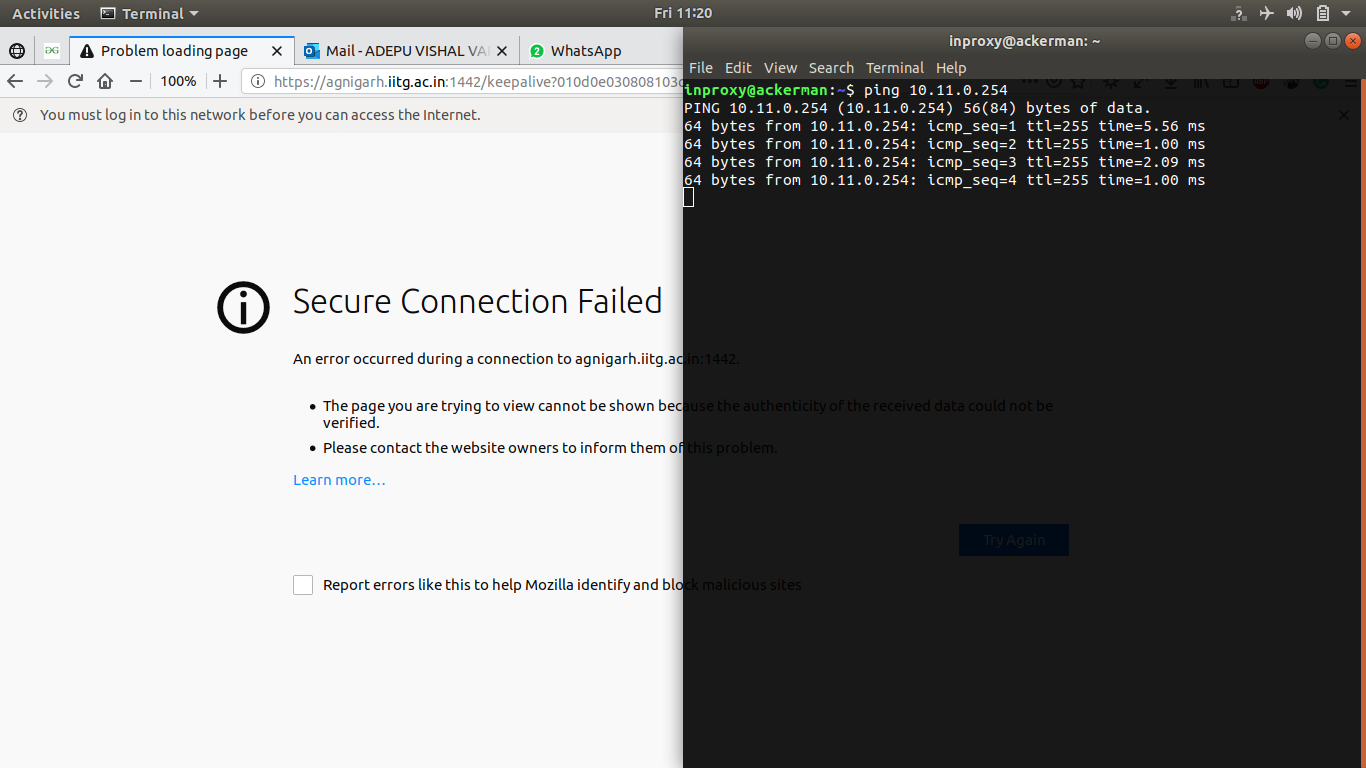 Activities Terminal Fri 11:20
Problem loading page Mail - ADEPU VISHAL VA 2 WhatsApp
100% https://agnigarh.iitg.ac.in:1442/keepalive?010d0e030808103
You must log in to this network before you can access the Internet.
Secure Connection Failed
An error occurred during a connection to agnigarh.iitg.ac.in:1442.
• The page you are trying to view cannot be shown because the authenticity of the received data could not be
verified.
• Please contact the website owners to inform them of this problem.
Learn more…
Try Again
Report errors like this to help Mozilla identify and block malicious sites
inproxy@ackerman: ~
File Edit View Search Terminal Help
inproxy@ackerman:~$ ping 10.11.0.254
PING 10.11.0.254 (10.11.0.254) 56(84) bytes of data.
64 bytes from 10.11.0.254: icmp_seq=1 ttl=255 time=5.56 ms
64 bytes from 10.11.0.254: icmp_seq=2 ttl=255 time=1.00 ms
64 bytes from 10.11.0.254: icmp_seq=3 ttl=255 time=2.09 ms
64 bytes from 10.11.0.254: icmp_seq=4 ttl=255 time=1.00 ms